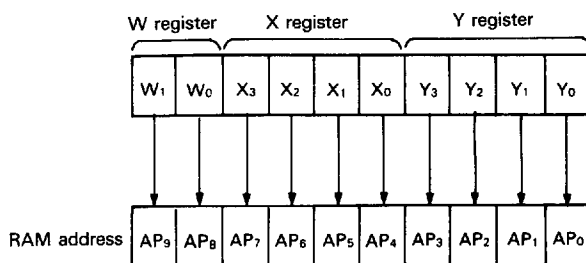 W register X register Y register
W₁ W₀ X₃ X₂ X₁ X₀ Y₃ Y₂ Y₁ Y₀
RAM address AP₉ AP₈ AP₇ AP₆ AP₅ AP₄ AP₃ AP₂ AP₁ AP₀